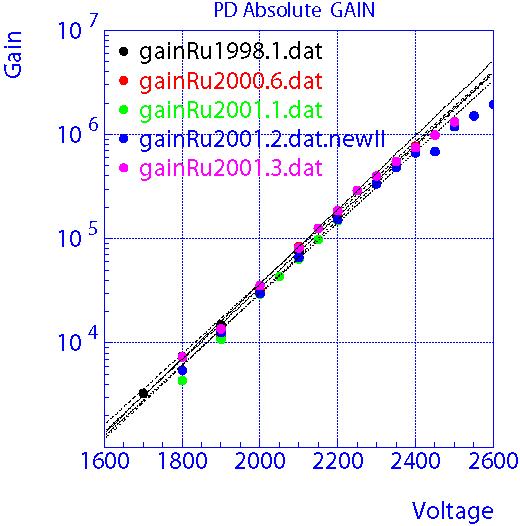 PD Absolute GAIN
Gain
10^7
10^6
10^5
10^4
gainRu1998.1.dat
gainRu2000.6.dat
gainRu2001.1.dat
gainRu2001.2.dat.newII
gainRu2001.3.dat
1600 1800 2000 2200 2400 2600
Voltage